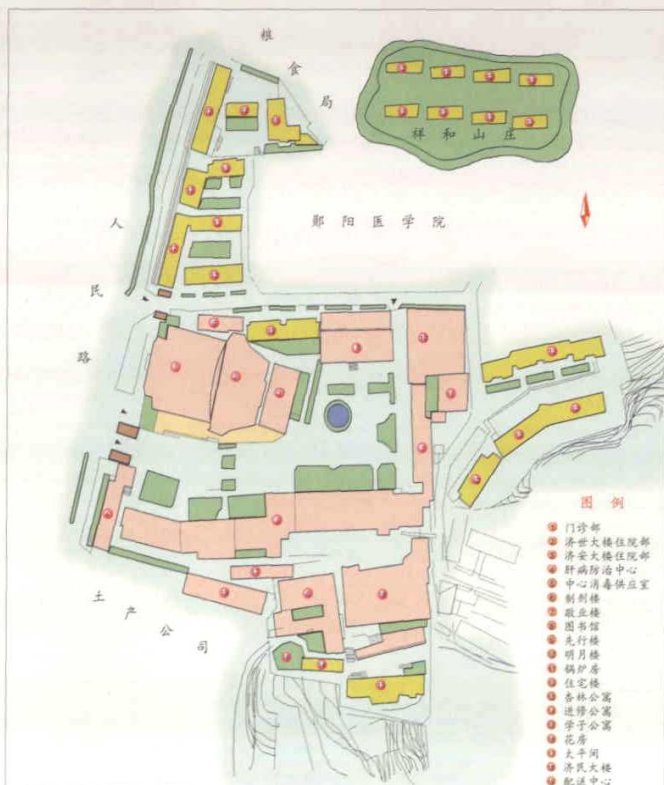 粮食局
祥和山庄
人民路
郧阳医学院
土产公司
图例
门诊部
济世大楼住院部
济安大楼住院部
肝病防治中心
中心消毒供应室
制剂楼
敬业楼
图书馆
先行楼
明月楼
锅炉房
住宅楼
杏林公寓
进修公寓
学子公寓
花房
太平间
济民大楼
配送中心